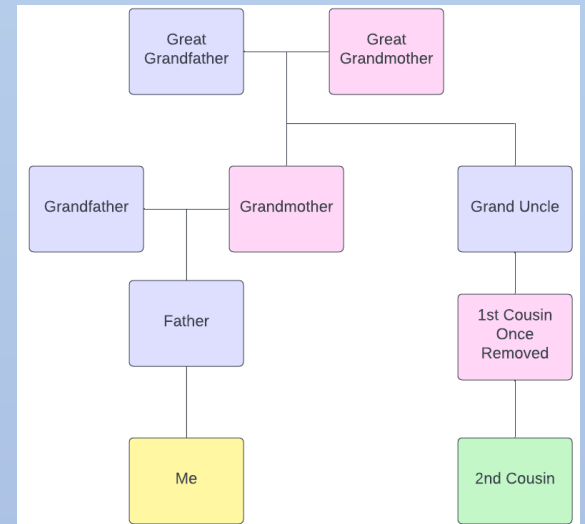 Great
Grandfather
Great
Grandmother
Grandfather
Grandmother
Grand Uncle
Father
1st Cousin
Once
Removed
Me
2nd Cousin